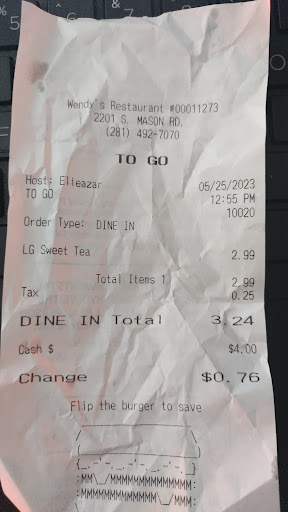 Wendy's Restaurant #00011273
2201 S. MASON RD.
(281) 492-7070
TO GO
Host: Elieazar 05/25/2023
TO GO 12:55 PM
10020
Order Type: DINE IN
LG Sweet Tea 2.99
Total Items 1 2.99
Tax 0.25
DINE IN Total 3.24
Cash $ $4.00
Change $0.76
Flip the burger to save